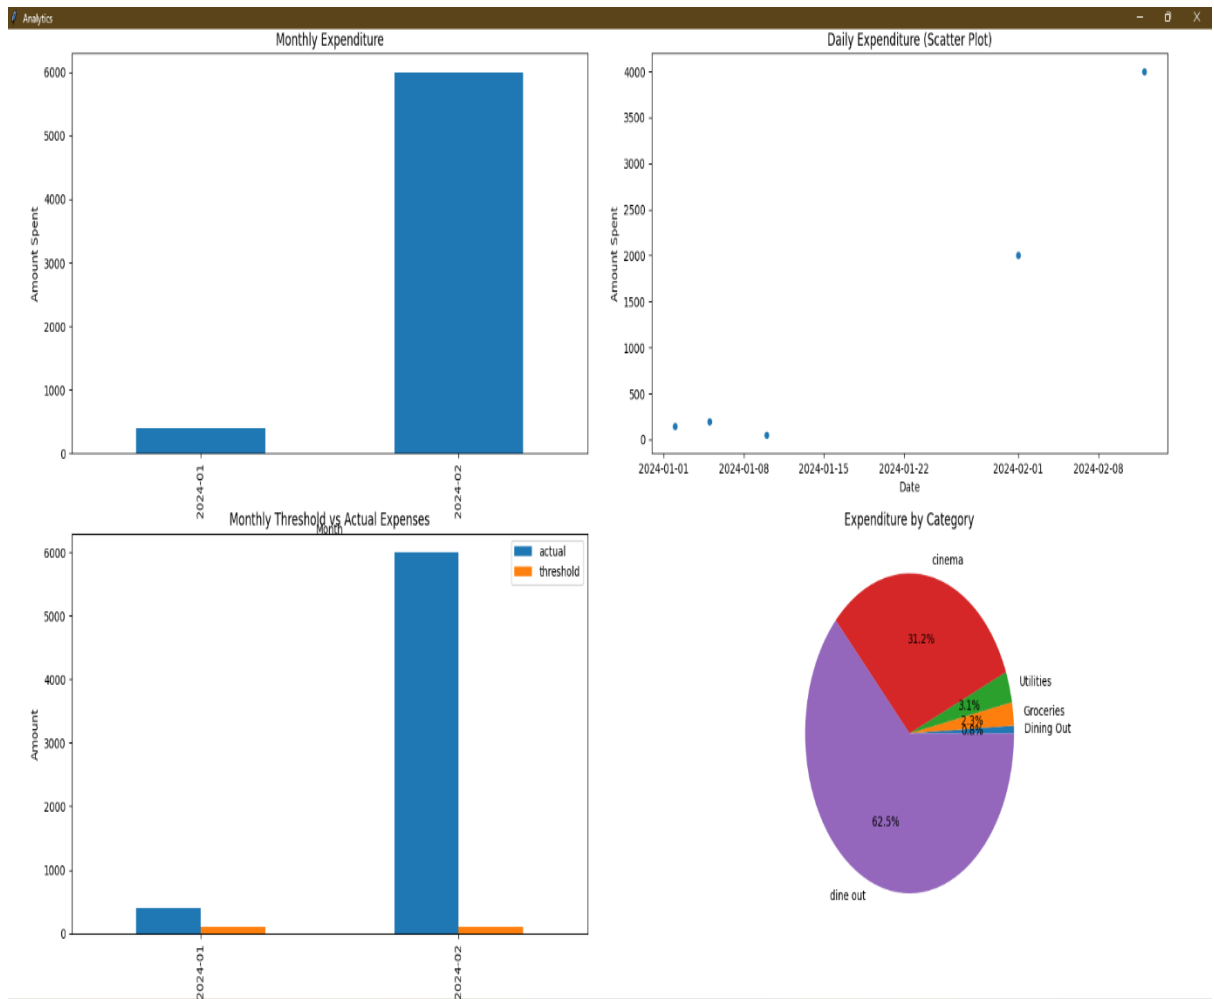 Analytics
Monthly Expenditure
6000
5000
4000
3000
2000
1000
0
Amount Spent
2024-01
2024-02
Month
Daily Expenditure (Scatter Plot)
4000
3500
3000
2500
2000
1500
1000
500
0
Amount Spent
2024-01-01 2024-01-08 2024-01-15 2024-01-22 2024-02-01 2024-02-08
Date
Monthly Threshold vs Actual Expenses
actual
threshold
6000
5000
4000
3000
2000
1000
0
Amount
2024-01
2024-02
Expenditure by Category
cinema
31.2%
Utilities
3.1%
Groceries
2.3%
Dining Out
0.8%
62.5%
dine out